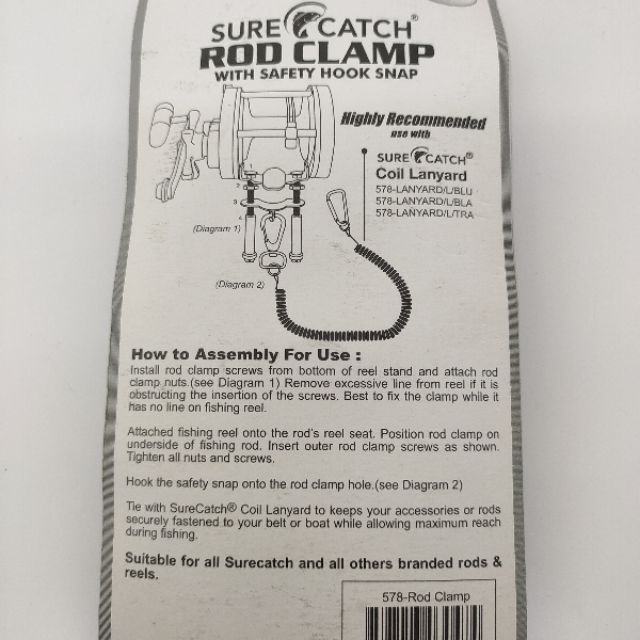 SURE CATCH®
ROD CLAMP
WITH SAFETY HOOK SNAP
Highly Recommended
use with
SURE CATCH®
Coil Lanyard
578-LANYARD/L/BLU
578-LANYARD/L/BLA
578-LANYARD/L/TRA
1
2
3
4
(Diagram 1)
(Diagram 2)
How to Assembly For Use :
Install rod clamp screws from bottom of reel stand and attach rod
clamp nuts.(see Diagram 1) Remove excessive line from reel if it is
obstructing the insertion of the screws. Best to fix the clamp while it
has no line on fishing reel.
Attached fishing reel onto the rod's reel seat. Position rod clamp on
underside of fishing rod. Insert outer rod clamp screws as shown.
Tighten all nuts and screws.
Hook the safety snap onto the rod clamp hole.(see Diagram 2)
Tie with SureCatch® Coil Lanyard to keeps your accessories or rods
securely fastened to your belt or boat while allowing maximum reach
during fishing.
Suitable for all Surecatch and all others branded rods &
reels.
578-Rod Clamp